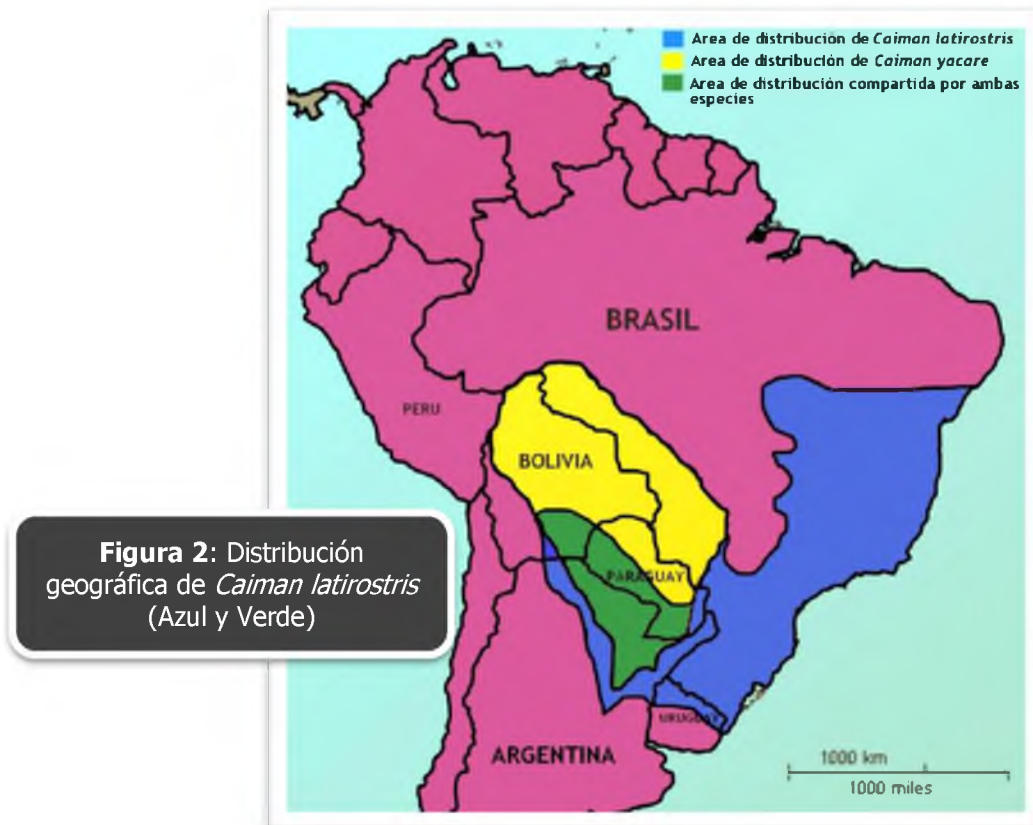 Area de distribución de Caiman latirostris
Area de distribución de Caiman yacare
Area de distribución compartida por ambas
especies
BRASIL
PERU
BOLIVIA
PARAGUAY
URUGUAY
ARGENTINA
1000 km
1000 miles
Figura 2: Distribución
geográfica de Caiman latirostris
(Azul y Verde)